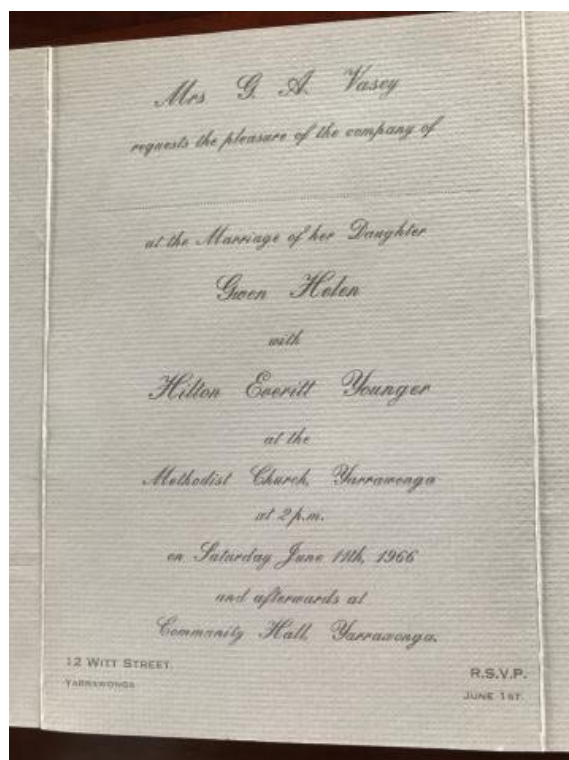 Mrs G. A. Vasey
requests the pleasure of the company of
at the Marriage of her Daughter
Gwen Helen
with
Hilton Everitt Younger
at the
Methodist Church, Yarrawonga
at 2 p.m.
on Saturday June 11th, 1966
and afterwards at
Community Hall, Yarrawonga.
12 WITT STREET,
YARRAWONGA
R.S.V.P.
JUNE 1ST.